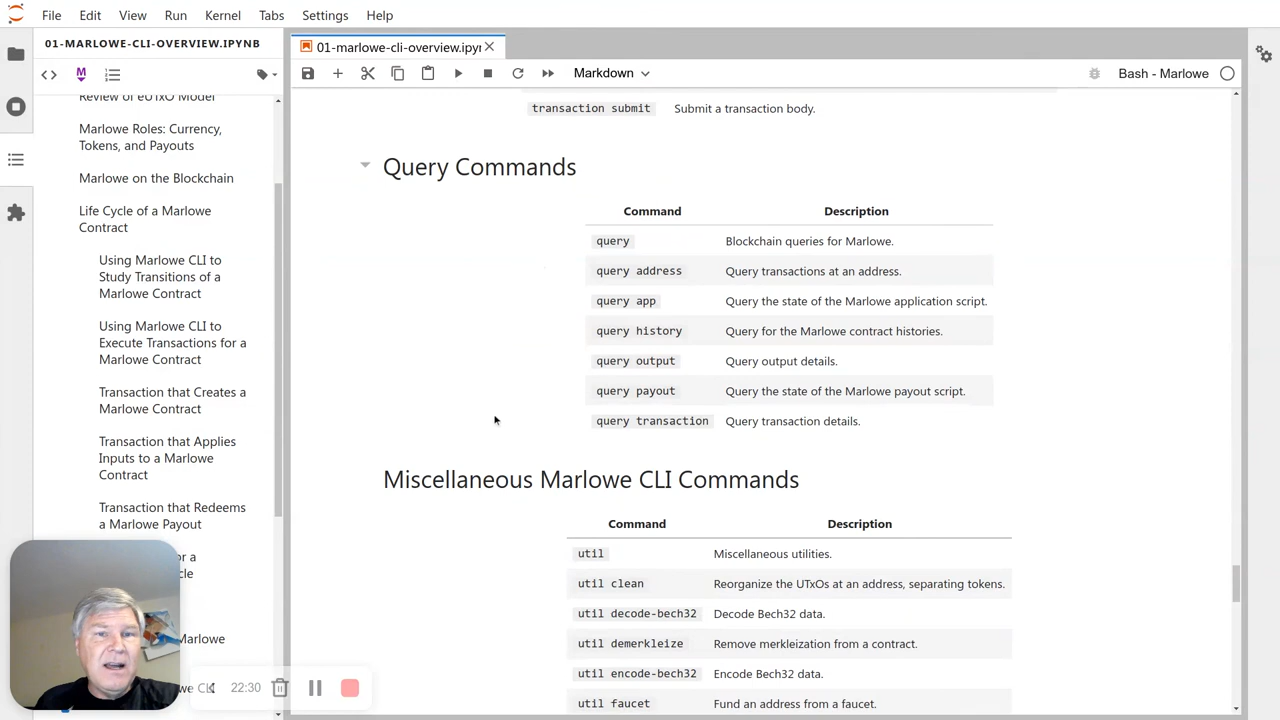 File Edit View Run Kernel Tabs Settings Help
01-MARLOWE-CLI-OVERVIEW.IPYNB
Review of eUTxO Model
Marlowe Roles: Currency,
Tokens, and Payouts
Marlowe on the Blockchain
Life Cycle of a Marlowe
Contract
Using Marlowe CLI to
Study Transitions of a
Marlowe Contract
Using Marlowe CLI to
Execute Transactions for a
Marlowe Contract
Transaction that Creates a
Marlowe Contract
Transaction that Applies
Inputs to a Marlowe
Contract
Transaction that Redeems
a Marlowe Payout
or a
cle
Marlowe
we CLI
22:30
01-marlowe-cli-overview.ipyn
Markdown
Bash - Marlowe
transaction submit Submit a transaction body.
Query Commands
Command Description
query Blockchain queries for Marlowe.
query address Query transactions at an address.
query app Query the state of the Marlowe application script.
query history Query for the Marlowe contract histories.
query output Query output details.
query payout Query the state of the Marlowe payout script.
query transaction Query transaction details.
Miscellaneous Marlowe CLI Commands
Command Description
util Miscellaneous utilities.
util clean Reorganize the UTxOs at an address, separating tokens.
util decode-bech32 Decode Bech32 data.
util demerkleize Remove merkleization from a contract.
util encode-bech32 Encode Bech32 data.
util faucet Fund an address from a faucet.